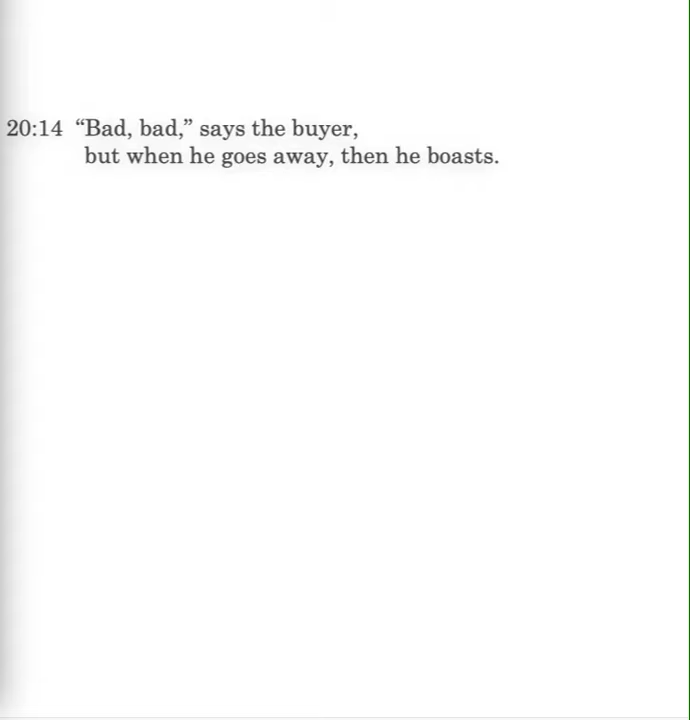 20:14 “Bad, bad,” says the buyer,
but when he goes away, then he boasts.